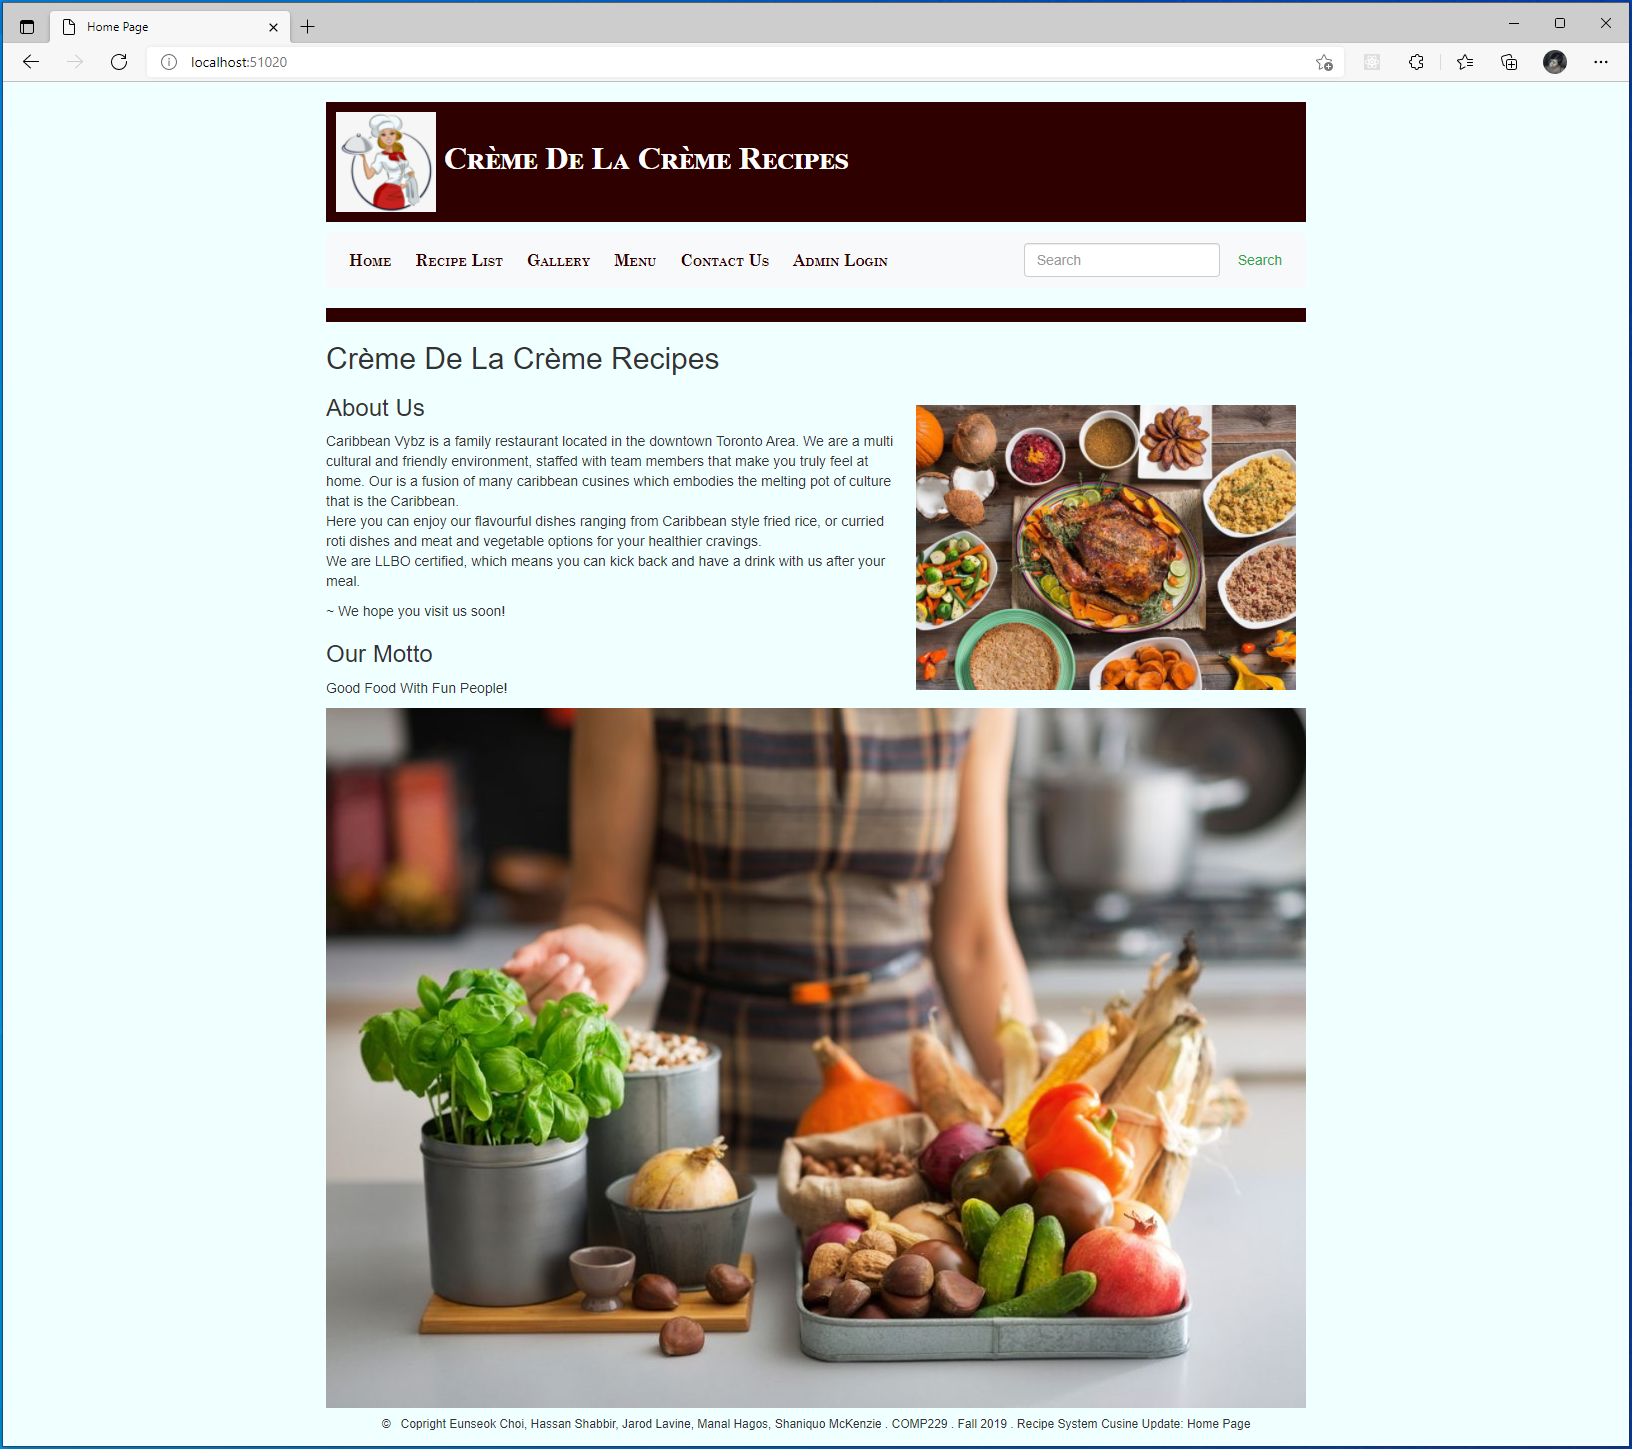 Home Page
localhost:51020
Crème De La Crème Recipes
Home Recipe List Gallery Menu Contact Us Admin Login Search Search
Crème De La Crème Recipes
About Us
Caribbean Vybz is a family restaurant located in the downtown Toronto Area. We are a multi
cultural and friendly environment, staffed with team members that make you truly feel at
home. Our is a fusion of many caribbean cusines which embodies the melting pot of culture
that is the Caribbean.
Here you can enjoy our flavourful dishes ranging from Caribbean style fried rice, or curried
roti dishes and meat and vegetable options for your healthier cravings.
We are LLBO certified, which means you can kick back and have a drink with us after your
meal.
~ We hope you visit us soon!
Our Motto
Good Food With Fun People!
© Copright Eunseok Choi, Hassan Shabbir, Jarod Lavine, Manal Hagos, Shaniquo McKenzie . COMP229 . Fall 2019 . Recipe System Cusine Update: Home Page